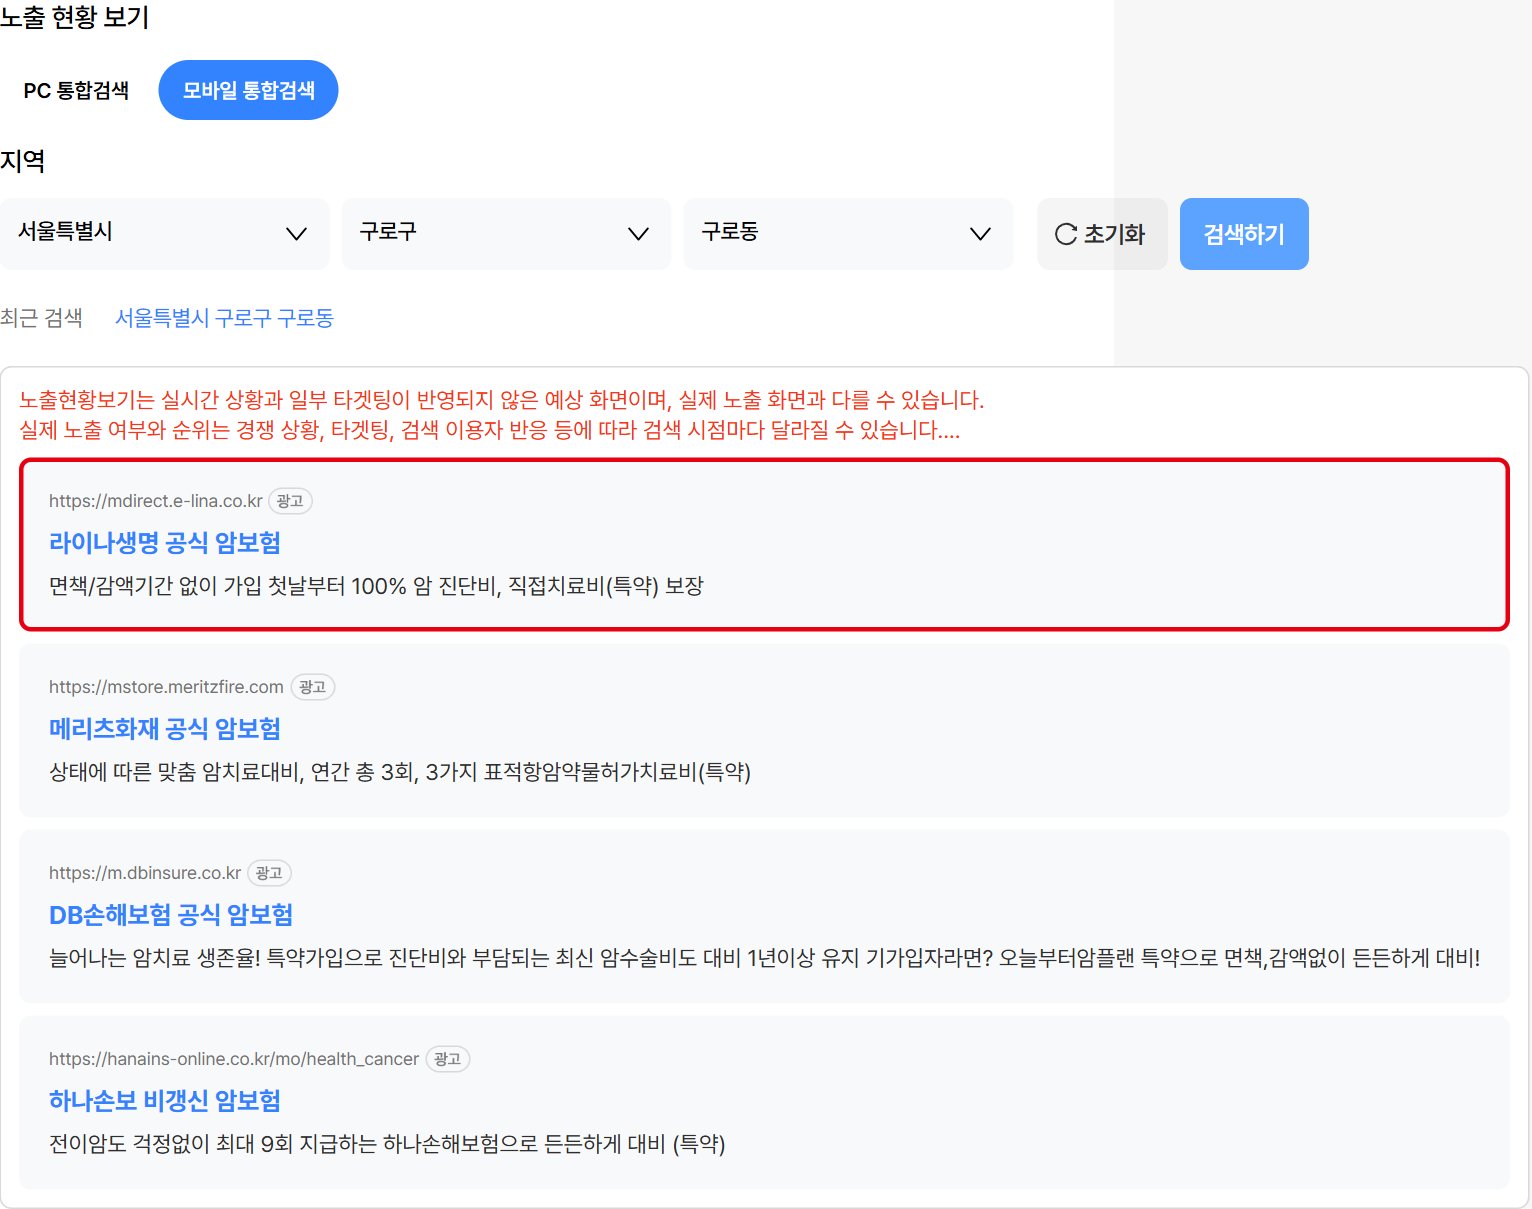 노출 현황 보기
PC 통합검색
모바일 통합검색
지역
서울특별시
구로구
구로동
초기화
검색하기
최근 검색
서울특별시 구로구 구로동
노출현황보기는 실시간 상황과 일부 타겟팅이 반영되지 않은 예상 화면이며, 실제 노출 화면과 다를 수 있습니다.
실제 노출 여부와 순위는 경쟁 상황, 타겟팅, 검색 이용자 반응 등에 따라 검색 시점마다 달라질 수 있습니다....
https://mdirect.e-lina.co.kr 광고
라이나생명 공식 암보험
면책/감액기간 없이 가입 첫날부터 100% 암 진단비, 직접치료비(특약) 보장
https://mstore.meritzfire.com 광고
메리츠화재 공식 암보험
상태에 따른 맞춤 암치료대비, 연간 총 3회, 3가지 표적항암약물허가치료비(특약)
https://m.dbinsure.co.kr 광고
DB손해보험 공식 암보험
늘어나는 암치료 생존율! 특약가입으로 진단비와 부담되는 최신 암수술비도 대비 1년이상 유지 기가입자라면? 오늘부터암플랜 특약으로 면책,감액없이 든든하게 대비!
https://hanains-online.co.kr/mo/health_cancer 광고
하나손보 비갱신 암보험
전이암도 걱정없이 최대 9회 지급하는 하나손해보험으로 든든하게 대비 (특약)